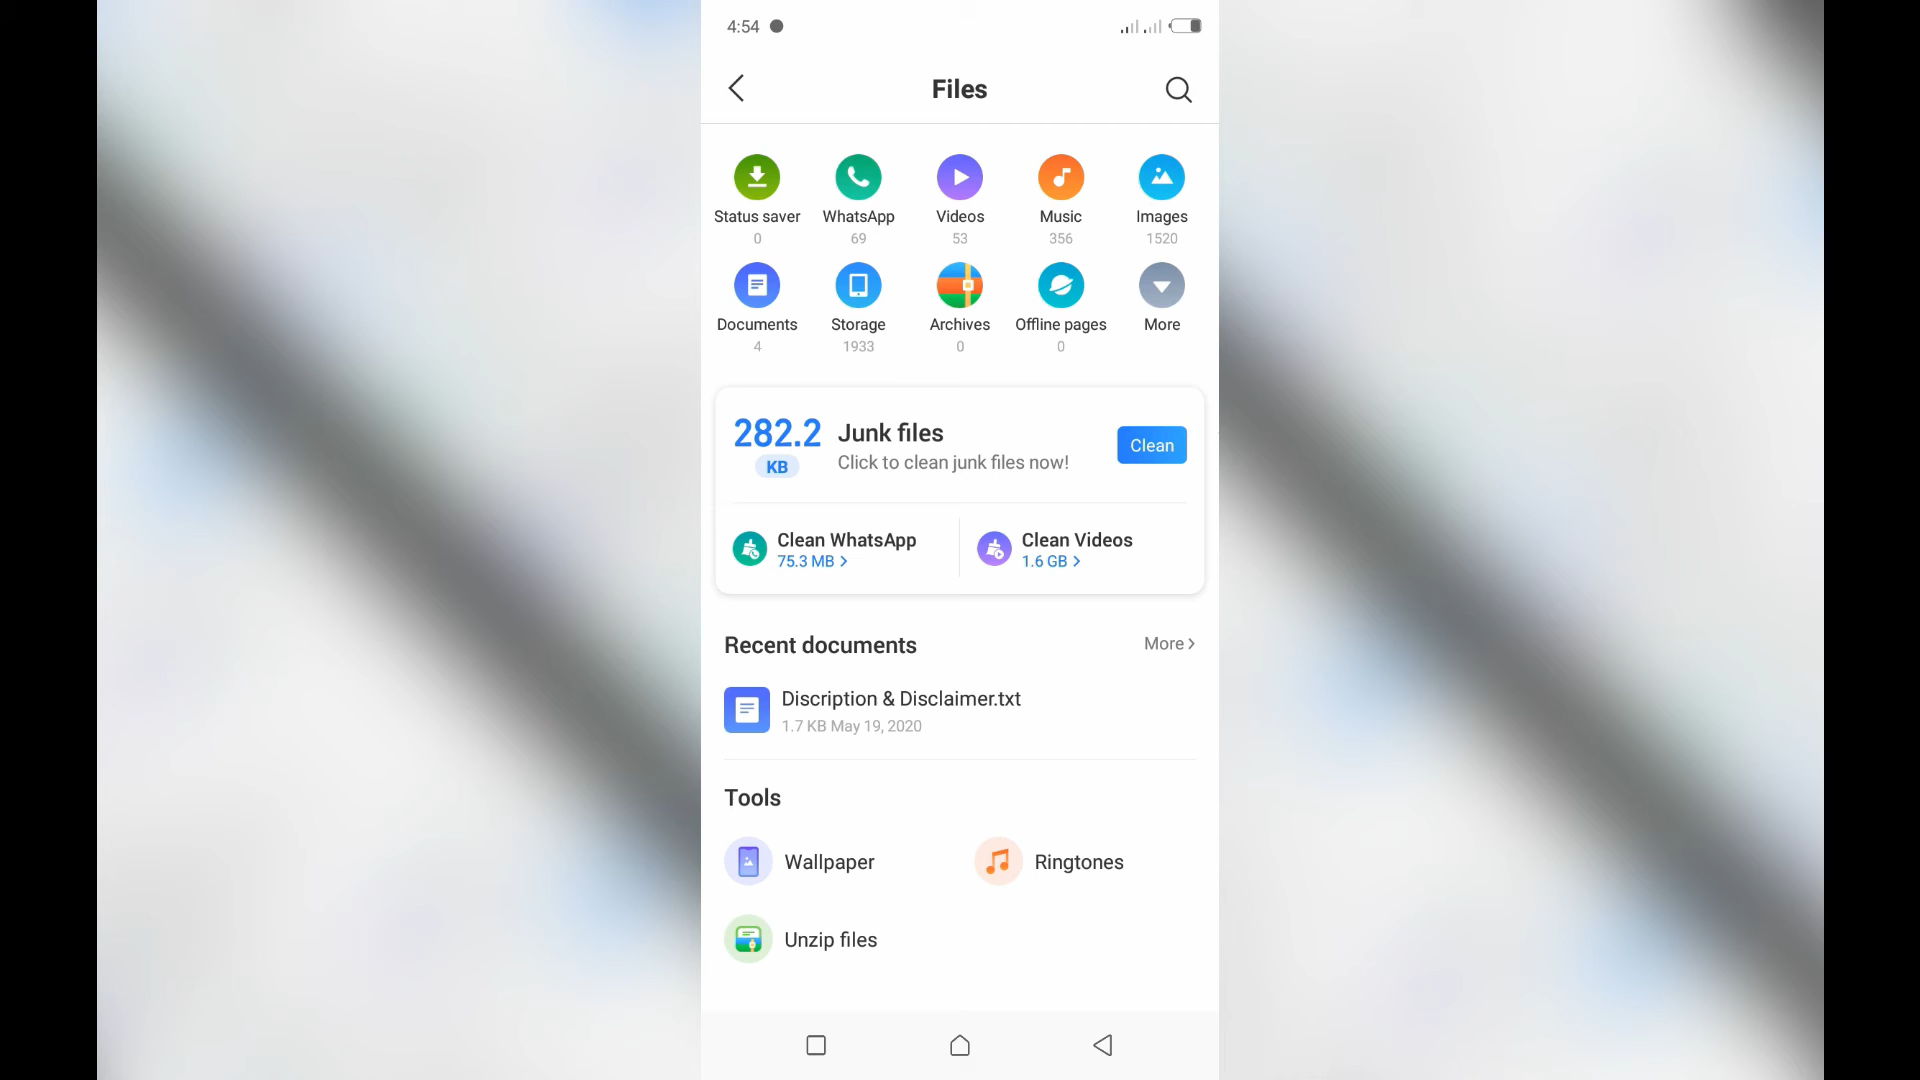 4:54
Files
Status saver WhatsApp Videos Music Images
0 69 53 356 1520
Documents Storage Archives Offline pages More
4 1933 0 0
282.2 Junk files
KB Click to clean junk files now!
Clean
Clean WhatsApp
75.3 MB >
Clean Videos
1.6 GB >
Recent documents More >
Discription & Disclaimer.txt
1.7 KB May 19, 2020
Tools
Wallpaper Ringtones
Unzip files